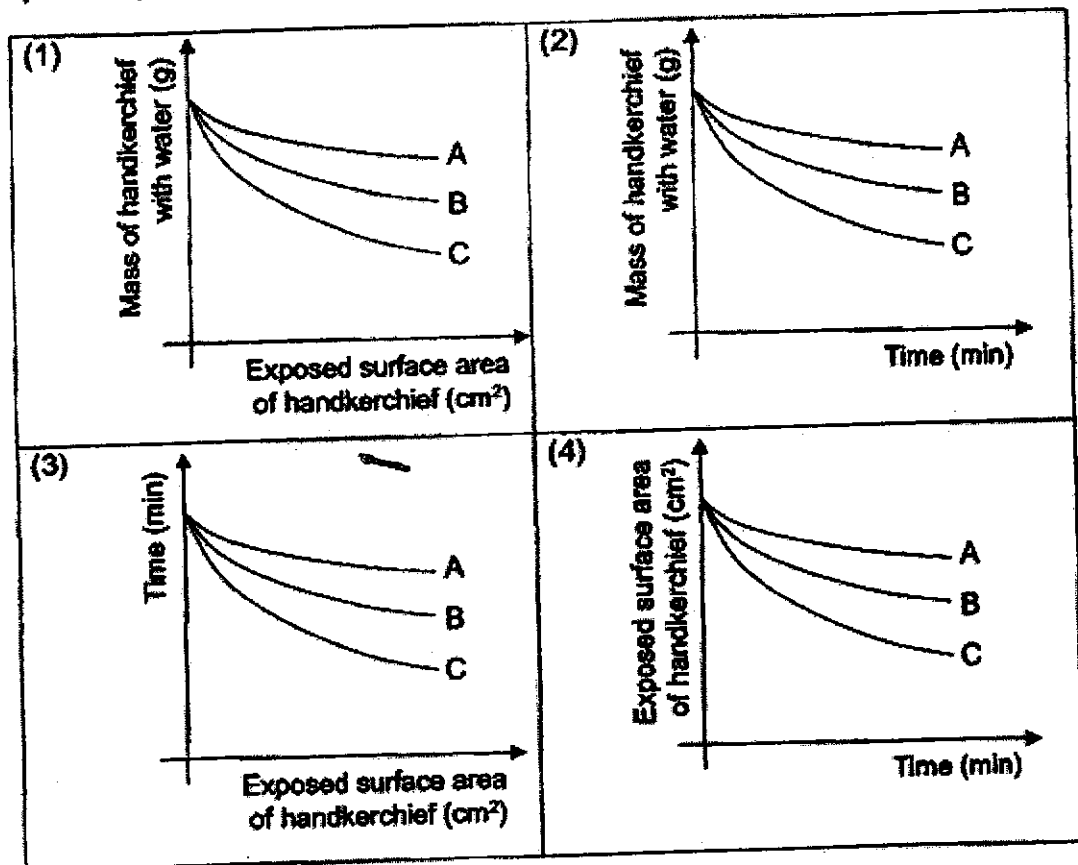 (1)
Mass of handkerchief
with water (g)
A
B
C
Exposed surface area
of handkerchief (cm²)
(2)
Mass of handkerchief
with water (g)
A
B
C
Time (min)
(3)
Time (min)
A
B
C
Exposed surface area
of handkerchief (cm²)
(4)
Exposed surface area
of handkerchief (cm²)
A
B
C
Time (min)